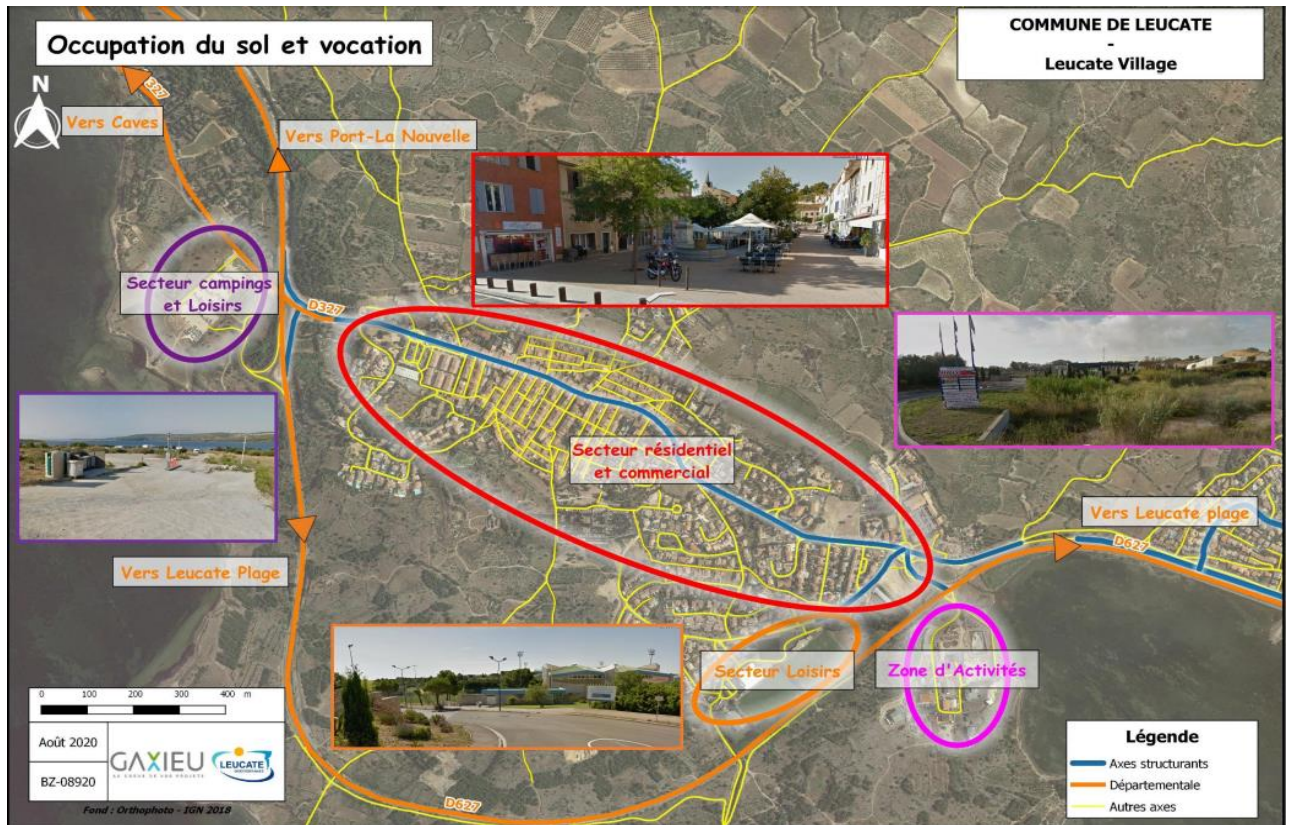 Occupation du sol et vocation
COMMUNE DE LEUCATE
-
Leucate Village
N
327
Vers Caves
Vers Port-La Nouvelle
Secteur campings
et Loisirs
D327
Secteur résidentiel
et commercial
Vers Leucate plage
D627
Vers Leucate Plage
Secteur Loisirs
Zone d'Activités
0 100 200 300 400 m
Août 2020
BZ-08920
GAXIEU
LEUCATE
D627
Fond : Orthophoto - IGN 2018
Légende
Axes structurants
Départementale
Autres axes